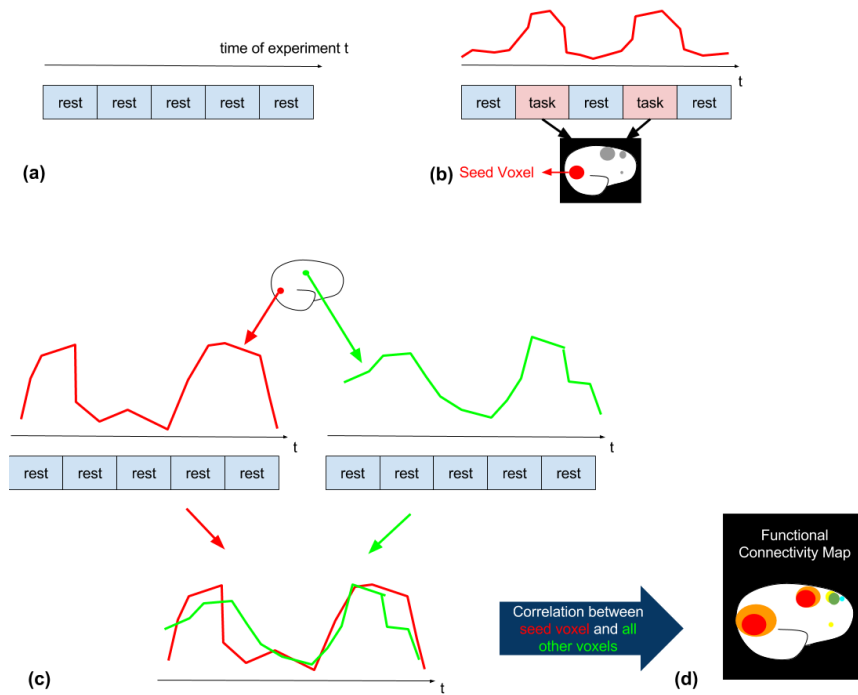 time of experiment t
rest rest rest rest rest
(a)
t
rest task rest task rest
(b) Seed Voxel
t
rest rest rest rest rest
t
rest rest rest rest rest
t
(c)
Correlation between
seed voxel and all
other voxels
Functional
Connectivity Map
(d)